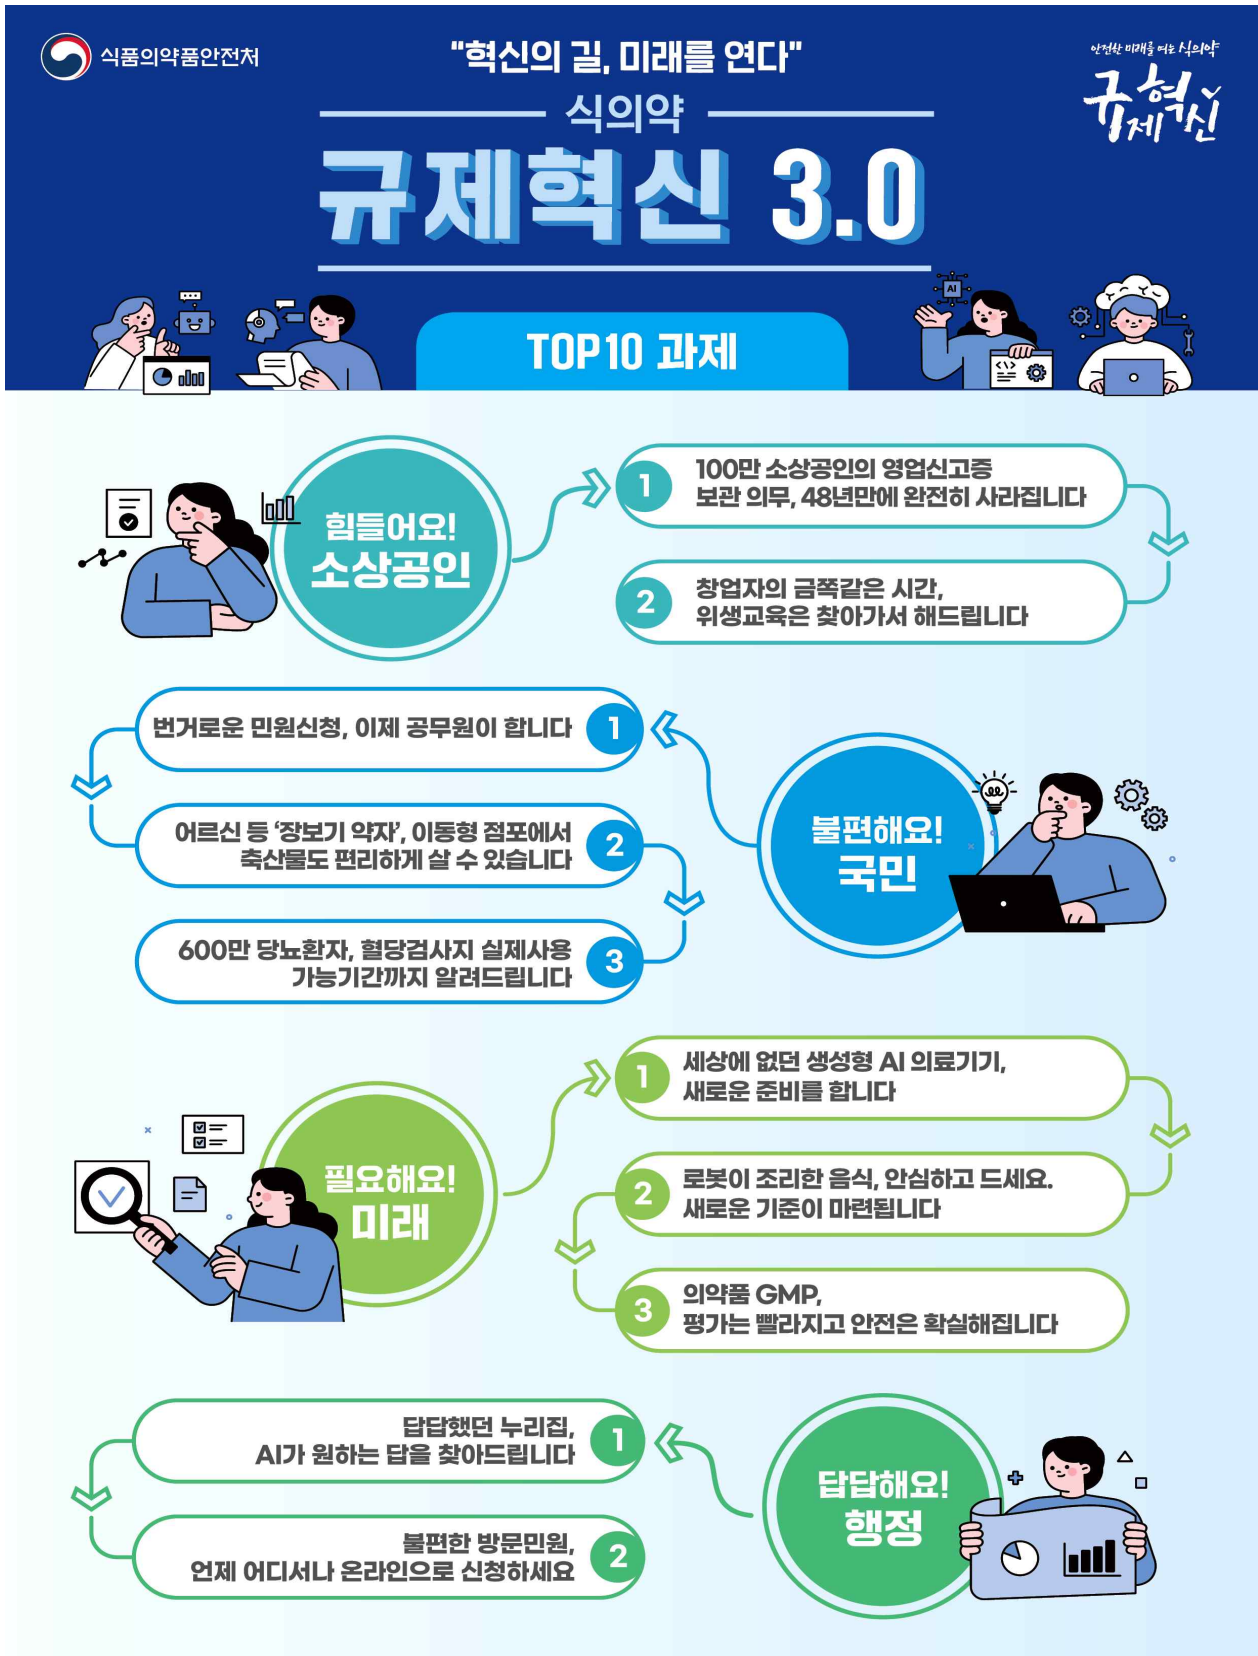 식품의약품안전처
"혁신의 길, 미래를 연다"
안전한 미래를 여는 식의약
규제혁신
식의약
규제혁신 3.0
AI
TOP10 과제
힘들어요!
소상공인
1
100만 소상공인의 영업신고증
보관 의무, 48년만에 완전히 사라집니다
2
창업자의 금쪽같은 시간,
위생교육은 찾아가서 해드립니다
불편해요!
국민
번거로운 민원신청, 이제 공무원이 합니다
1
어르신 등 '장보기 약자', 이동형 점포에서
축산물도 편리하게 살 수 있습니다
2
600만 당뇨환자, 혈당검사지 실제사용
가능기간까지 알려드립니다
3
필요해요!
미래
1
세상에 없던 생성형 AI 의료기기,
새로운 준비를 합니다
2
로봇이 조리한 음식, 안심하고 드세요.
새로운 기준이 마련됩니다
3
의약품 GMP,
평가는 빨라지고 안전은 확실해집니다
답답해요!
행정
답답했던 누리집,
AI가 원하는 답을 찾아드립니다
1
불편한 방문민원,
언제 어디서나 온라인으로 신청하세요
2